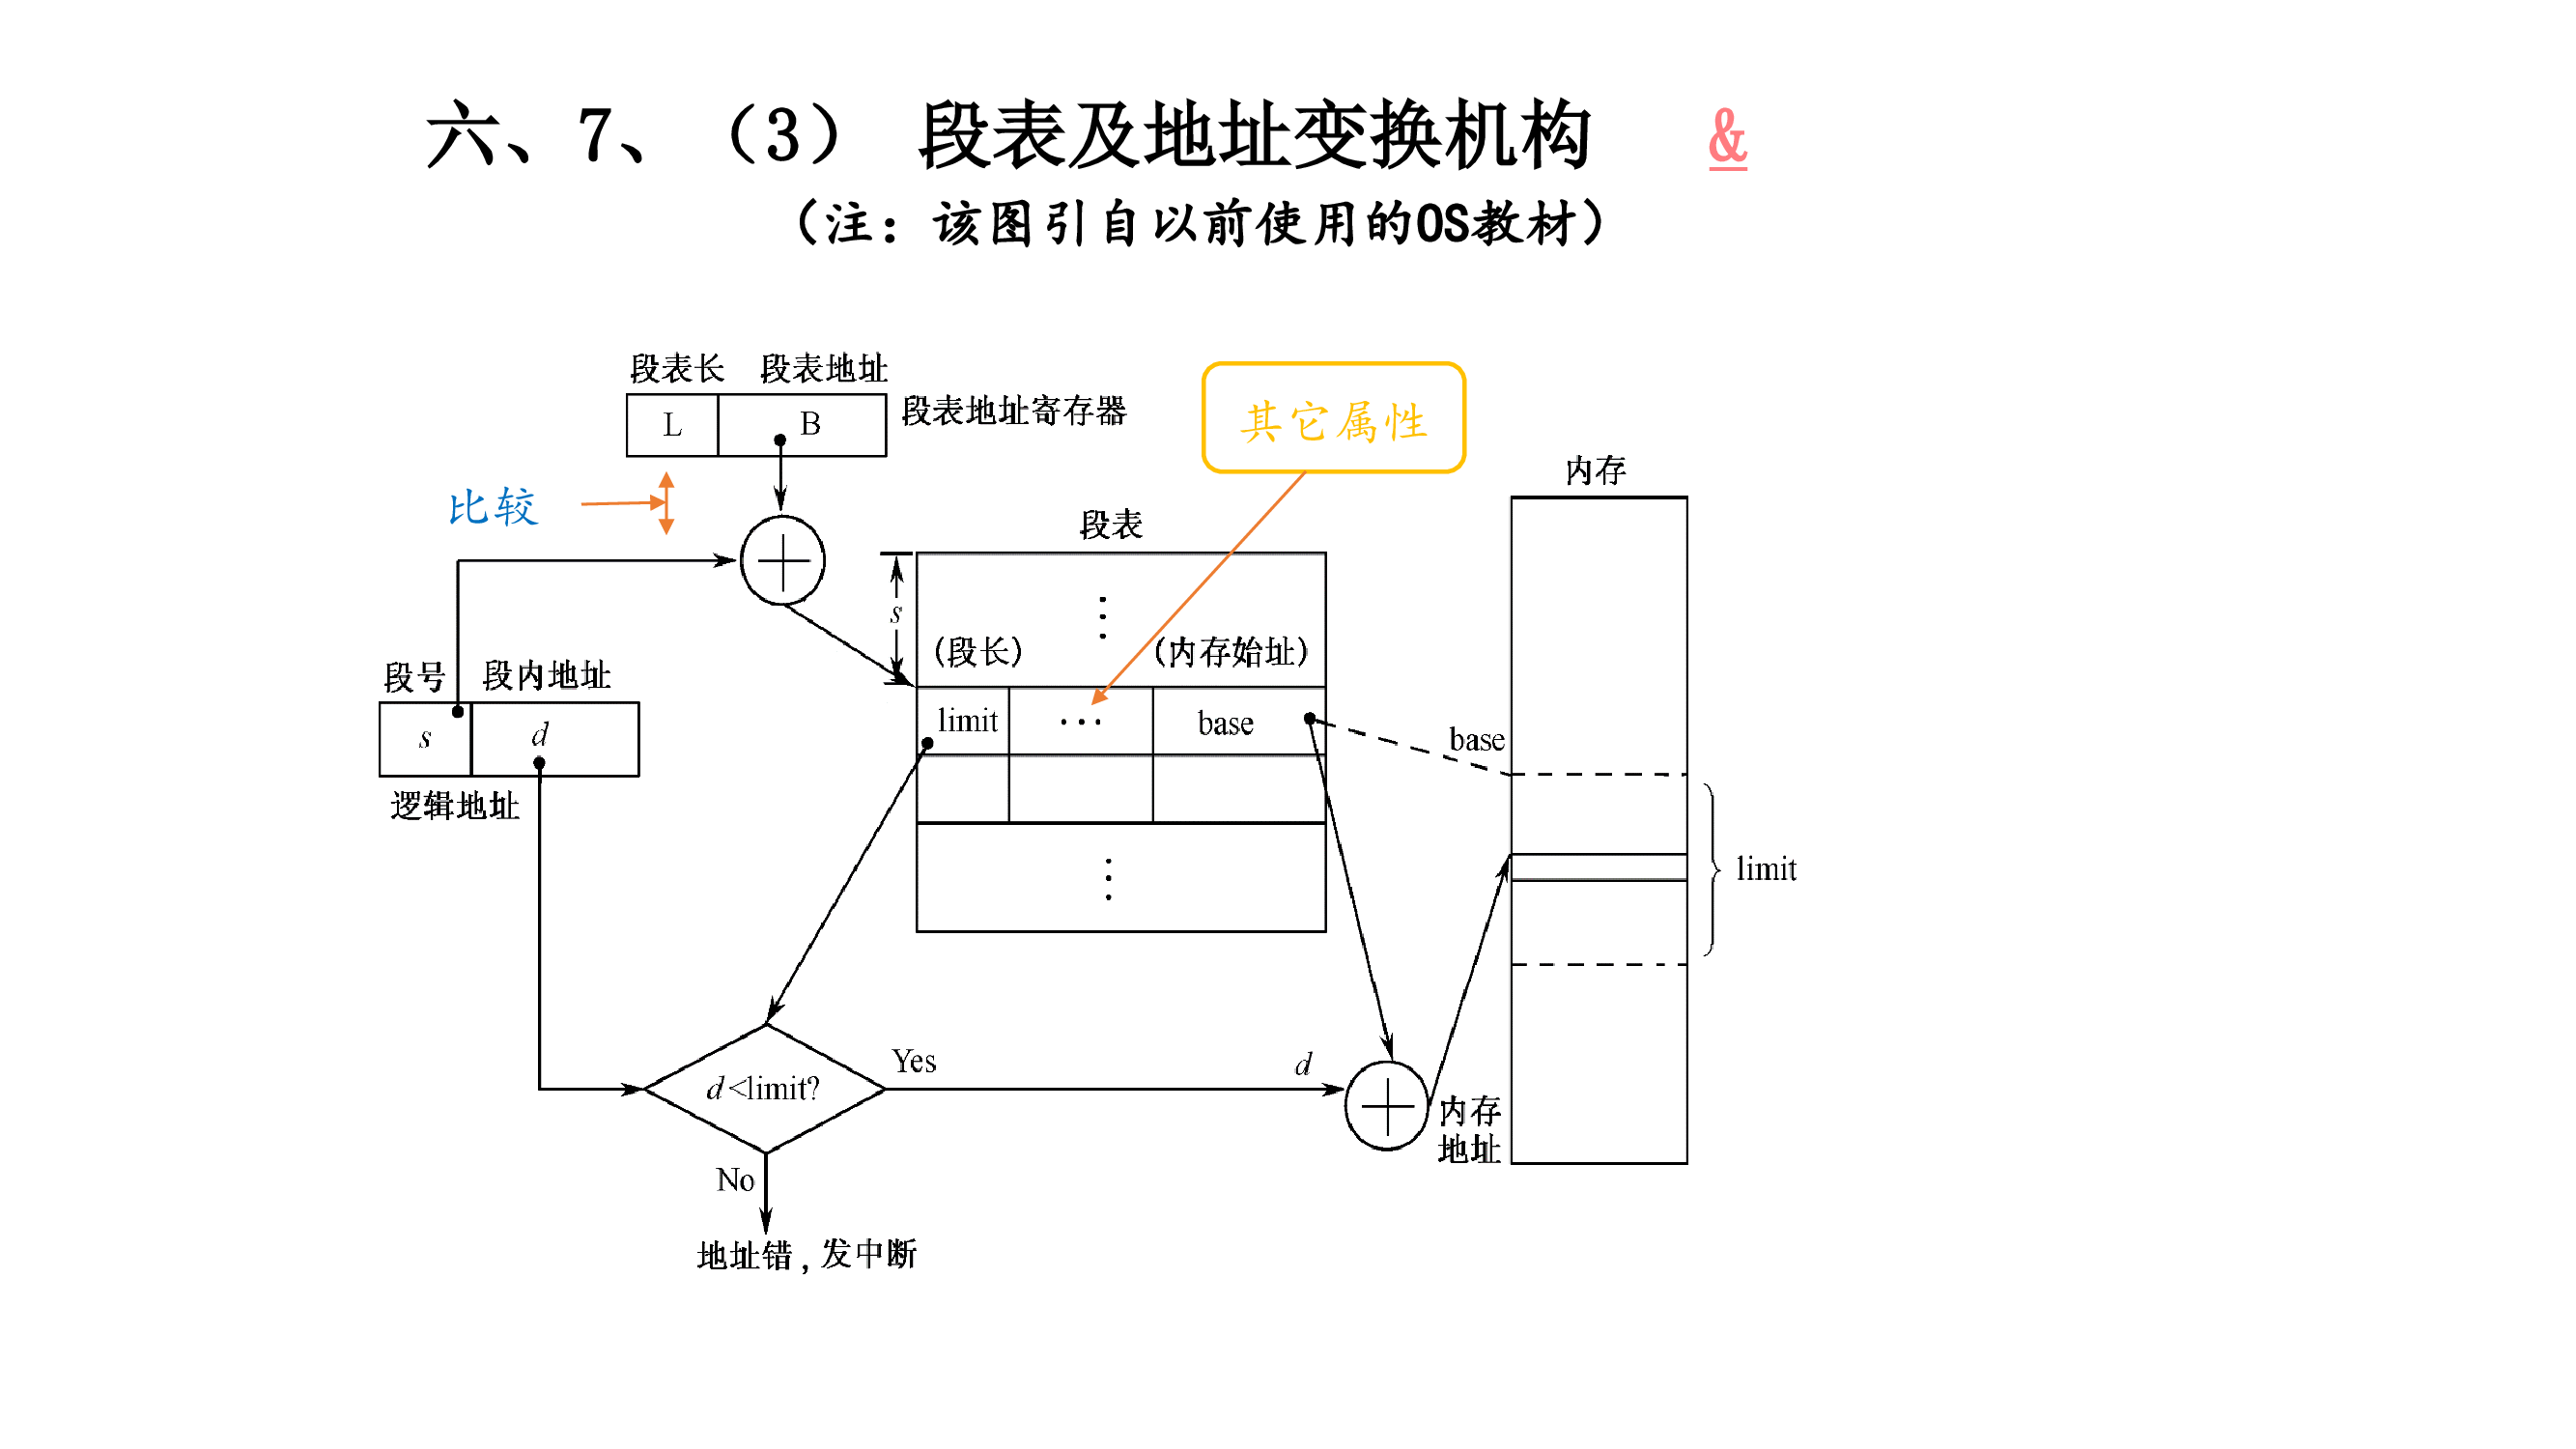 六、7、（3） 段表及地址变换机构 &
（注：该图引自以前使用的OS教材）
段表长 段表地址
L B 段表地址寄存器
其它属性
内存
比较
段表
s
(段长) (内存始址)
段号 段内地址
limit ··· base
s d
base
逻辑地址
limit
Yes d
d<limit?
内存
地址
No
地址错,发中断